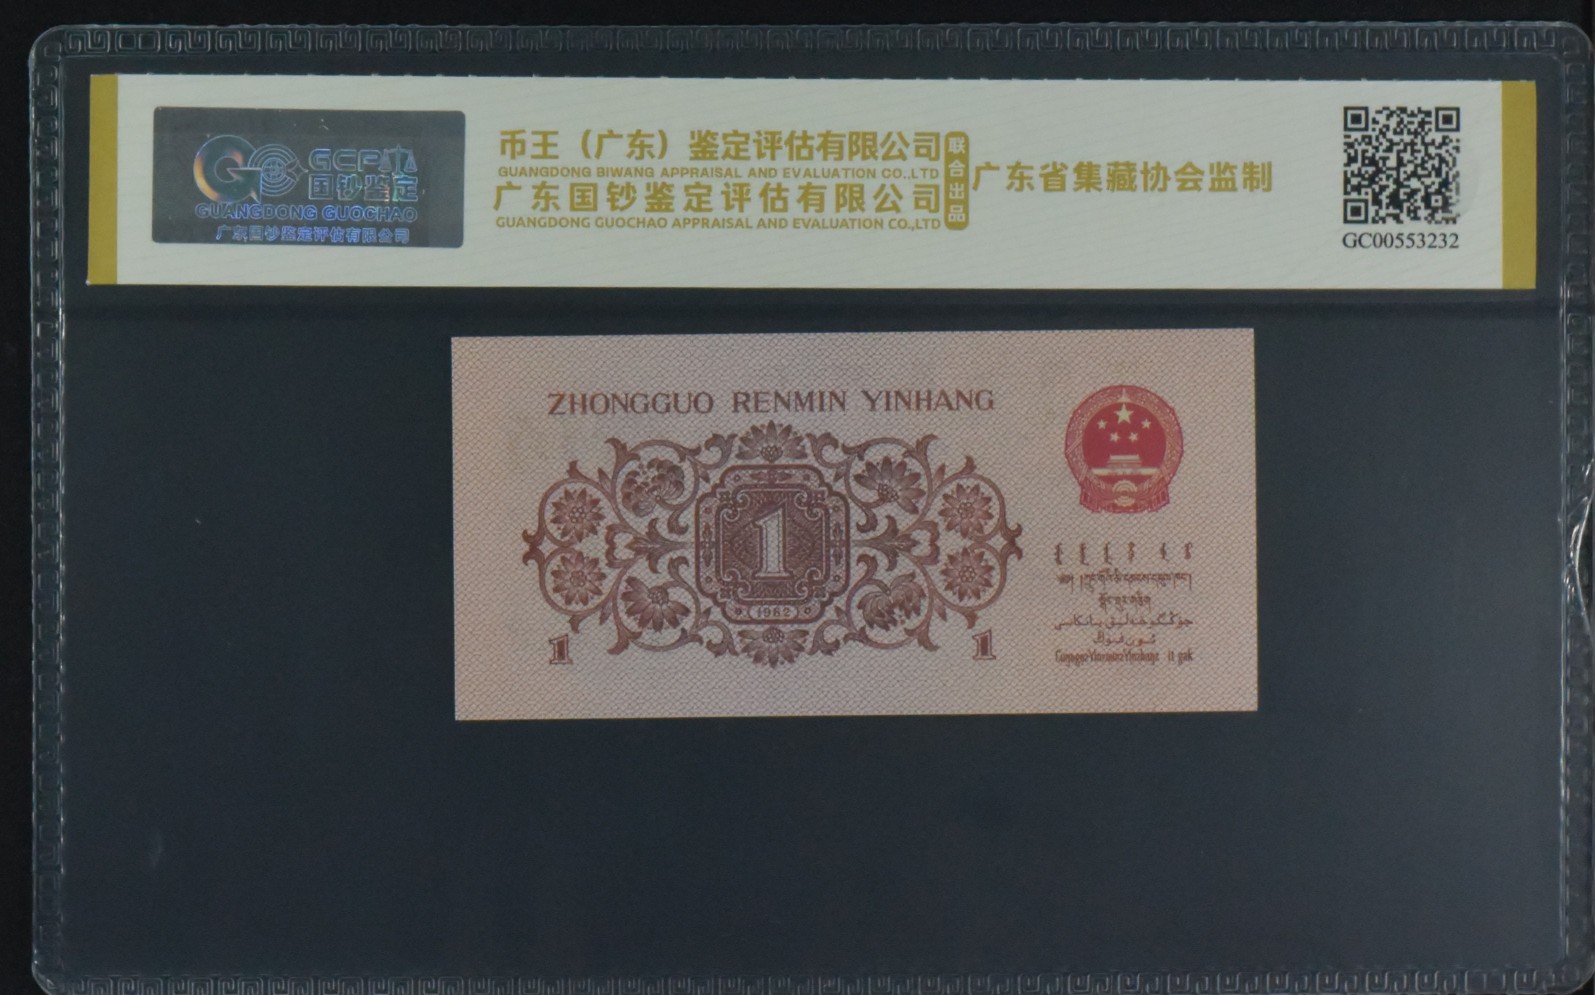 GCP
国钞鉴定
GUANGDONG GUOCHAO
广东国钞鉴定评估有限公司
币王（广东）鉴定评估有限公司
GUANGDONG BIWANG APPRAISAL AND EVALUATION CO.,LTD
广东国钞鉴定评估有限公司
GUANGDONG GUOCHAO APPRAISAL AND EVALUATION CO.,LTD
联合出品
广东省集藏协会监制
GC00553232
ZHONGGUO RENMIN YINHANG
1
(1962)
1 1